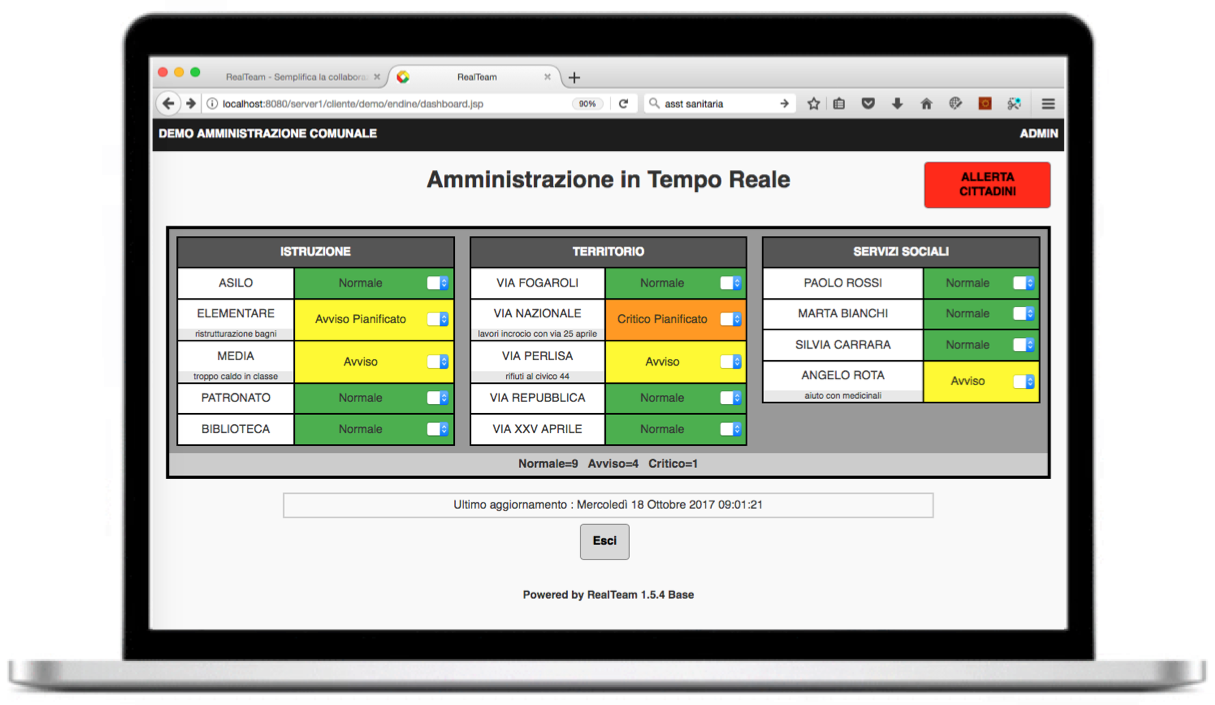 RealTeam - Semplifica la collabora
RealTeam
localhost:8080/server1/cliente/demo/endine/dashboard.jsp
90%
asst sanitaria
DEMO AMMINISTRAZIONE COMUNALE
ADMIN
Amministrazione in Tempo Reale
ALLERTA
CITTADINI
ISTRUZIONE
ASILO
Normale
ELEMENTARE
ristrutturazione bagni
Avviso Pianificato
MEDIA
troppo caldo in classe
Avviso
PATRONATO
Normale
BIBLIOTECA
Normale
TERRITORIO
VIA FOGAROLI
Normale
VIA NAZIONALE
lavori incrocio con via 25 aprile
Critico Pianificato
VIA PERLISA
rifiuti al civico 44
Avviso
VIA REPUBBLICA
Normale
VIA XXV APRILE
Normale
SERVIZI SOCIALI
PAOLO ROSSI
Normale
MARTA BIANCHI
Normale
SILVIA CARRARA
Normale
ANGELO ROTA
aiuto con medicinali
Avviso
Normale=9 Avviso=4 Critico=1
Ultimo aggiornamento : Mercoledì 18 Ottobre 2017 09:01:21
Esci
Powered by RealTeam 1.5.4 Base